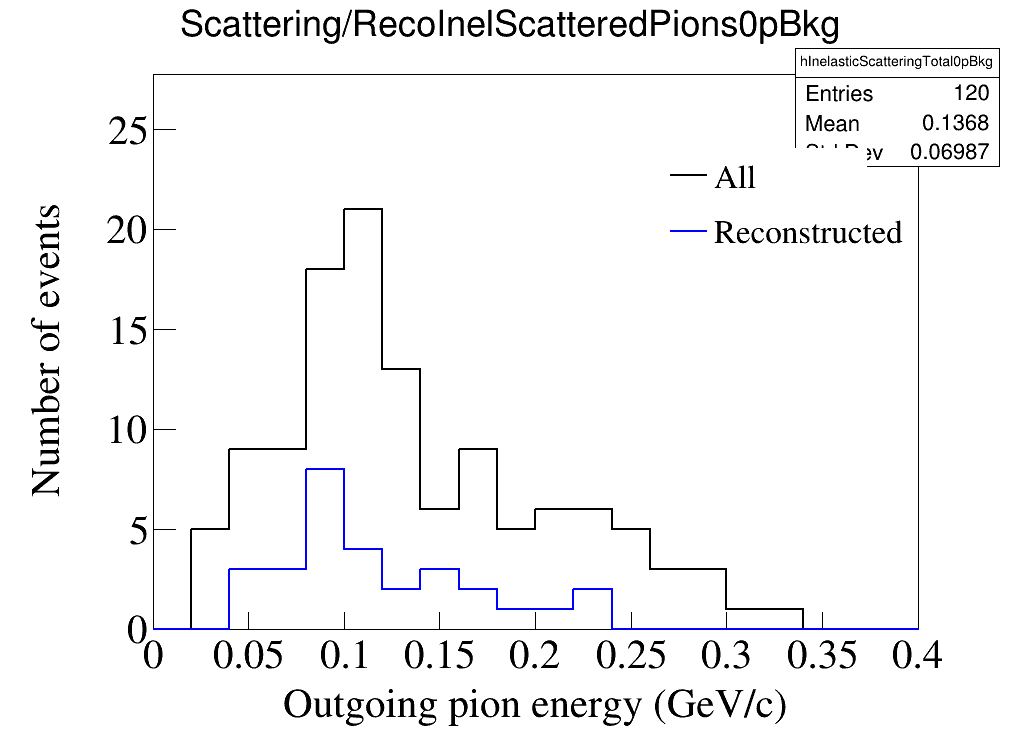 Scattering/RecoInelScatteredPions0pBkg
hInelasticScatteringTotal0pBkg
Entries 120
Mean 0.1368
0.06987
All
Reconstructed
Number of events
25
20
15
10
5
0
0 0.05 0.1 0.15 0.2 0.25 0.3 0.35 0.4
Outgoing pion energy (GeV/c)